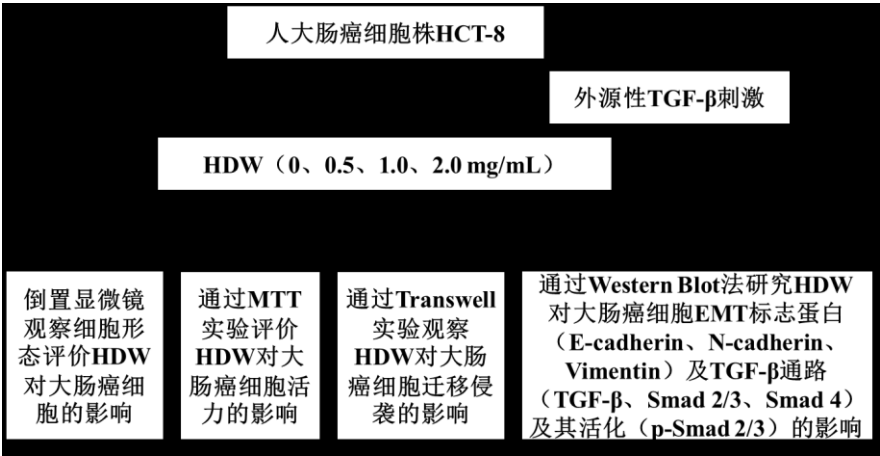 人大肠癌细胞株HCT-8
外源性TGF-β刺激
HDW（0、0.5、1.0、2.0 mg/mL）
倒置显微镜
观察细胞形
态评价HDW
对大肠癌细
胞的影响
通过MTT
实验评价
HDW对大
肠癌细胞活
力的影响
通过Transwell
实验观察
HDW对大肠
癌细胞迁移侵
袭的影响
通过Western Blot法研究HDW
对大肠癌细胞EMT标志蛋白
（E-cadherin、N-cadherin、
Vimentin）及TGF-β通路
（TGF-β、Smad 2/3、Smad 4）
及其活化（p-Smad 2/3）的影响